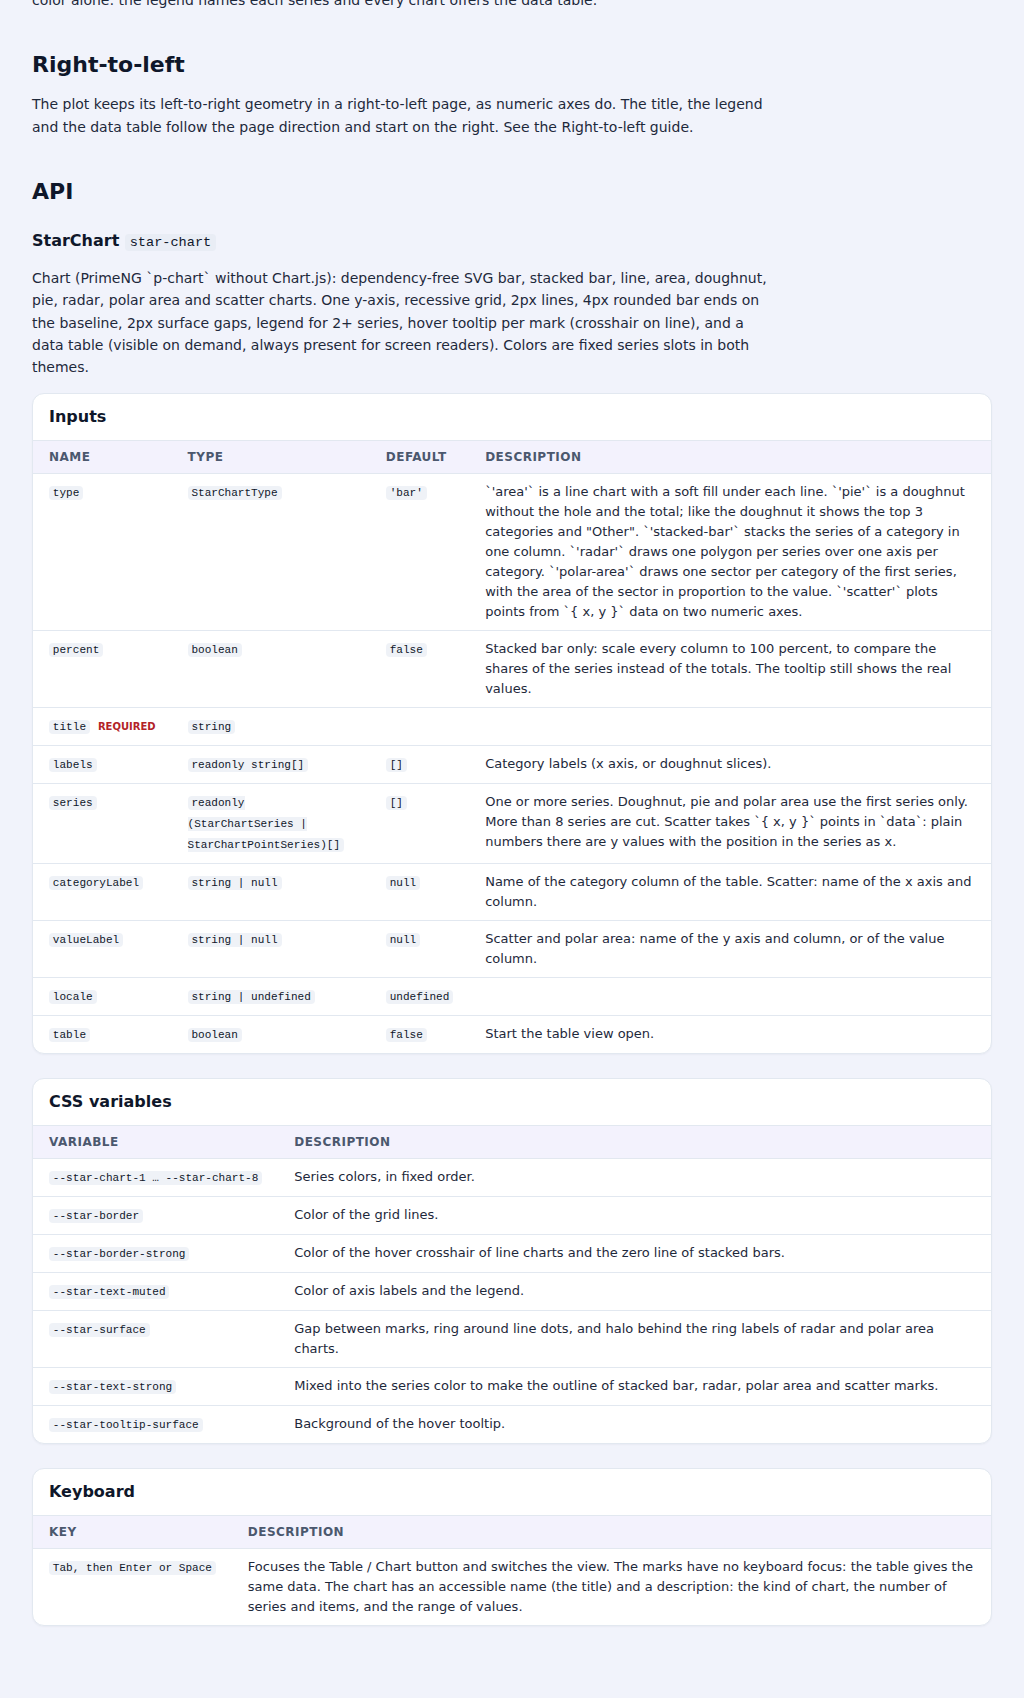 color alone: the legend names each series and every chart offers the data table.
Right-to-left
The plot keeps its left-to-right geometry in a right-to-left page, as numeric axes do. The title, the legend
and the data table follow the page direction and start on the right. See the Right-to-left guide.
API
StarChart star-chart
Chart (PrimeNG `p-chart` without Chart.js): dependency-free SVG bar, stacked bar, line, area, doughnut,
pie, radar, polar area and scatter charts. One y-axis, recessive grid, 2px lines, 4px rounded bar ends on
the baseline, 2px surface gaps, legend for 2+ series, hover tooltip per mark (crosshair on line), and a
data table (visible on demand, always present for screen readers). Colors are fixed series slots in both
themes.
Inputs
NAME TYPE DEFAULT DESCRIPTION
type StarChartType 'bar' `'area'` is a line chart with a soft fill under each line. `'pie'` is a doughnut
without the hole and the total; like the doughnut it shows the top 3
categories and "Other". `'stacked-bar'` stacks the series of a category in
one column. `'radar'` draws one polygon per series over one axis per
category. `'polar-area'` draws one sector per category of the first series,
with the area of the sector in proportion to the value. `'scatter'` plots
points from `{ x, y }` data on two numeric axes.
percent boolean false Stacked bar only: scale every column to 100 percent, to compare the
shares of the series instead of the totals. The tooltip still shows the real
values.
title REQUIRED string
labels readonly string[] [] Category labels (x axis, or doughnut slices).
series readonly [] One or more series. Doughnut, pie and polar area use the first series only.
(StarChartSeries | More than 8 series are cut. Scatter takes `{ x, y }` points in `data`: plain
StarChartPointSeries)[] numbers there are y values with the position in the series as x.
categoryLabel string | null null Name of the category column of the table. Scatter: name of the x axis and
column.
valueLabel string | null null Scatter and polar area: name of the y axis and column, or of the value
column.
locale string | undefined undefined
table boolean false Start the table view open.
CSS variables
VARIABLE DESCRIPTION
--star-chart-1 … --star-chart-8 Series colors, in fixed order.
--star-border Color of the grid lines.
--star-border-strong Color of the hover crosshair of line charts and the zero line of stacked bars.
--star-text-muted Color of axis labels and the legend.
--star-surface Gap between marks, ring around line dots, and halo behind the ring labels of radar and polar area
charts.
--star-text-strong Mixed into the series color to make the outline of stacked bar, radar, polar area and scatter marks.
--star-tooltip-surface Background of the hover tooltip.
Keyboard
KEY DESCRIPTION
Tab, then Enter or Space Focuses the Table / Chart button and switches the view. The marks have no keyboard focus: the table gives the
same data. The chart has an accessible name (the title) and a description: the kind of chart, the number of
series and items, and the range of values.